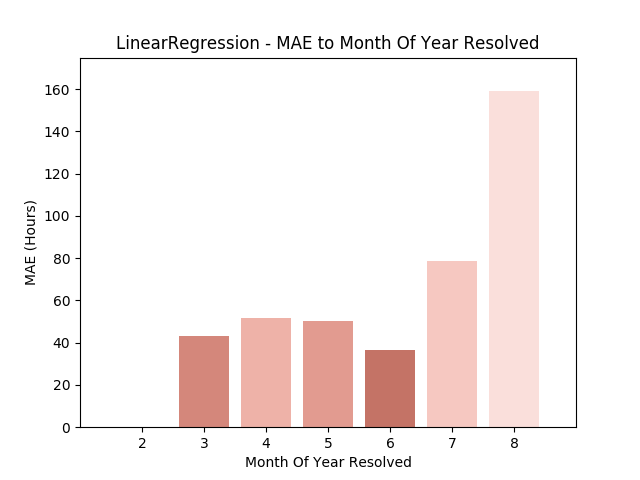 LinearRegression - MAE to Month Of Year Resolved
160
140
120
100
80
60
40
20
0
MAE (Hours)
2 3 4 5 6 7 8
Month Of Year Resolved